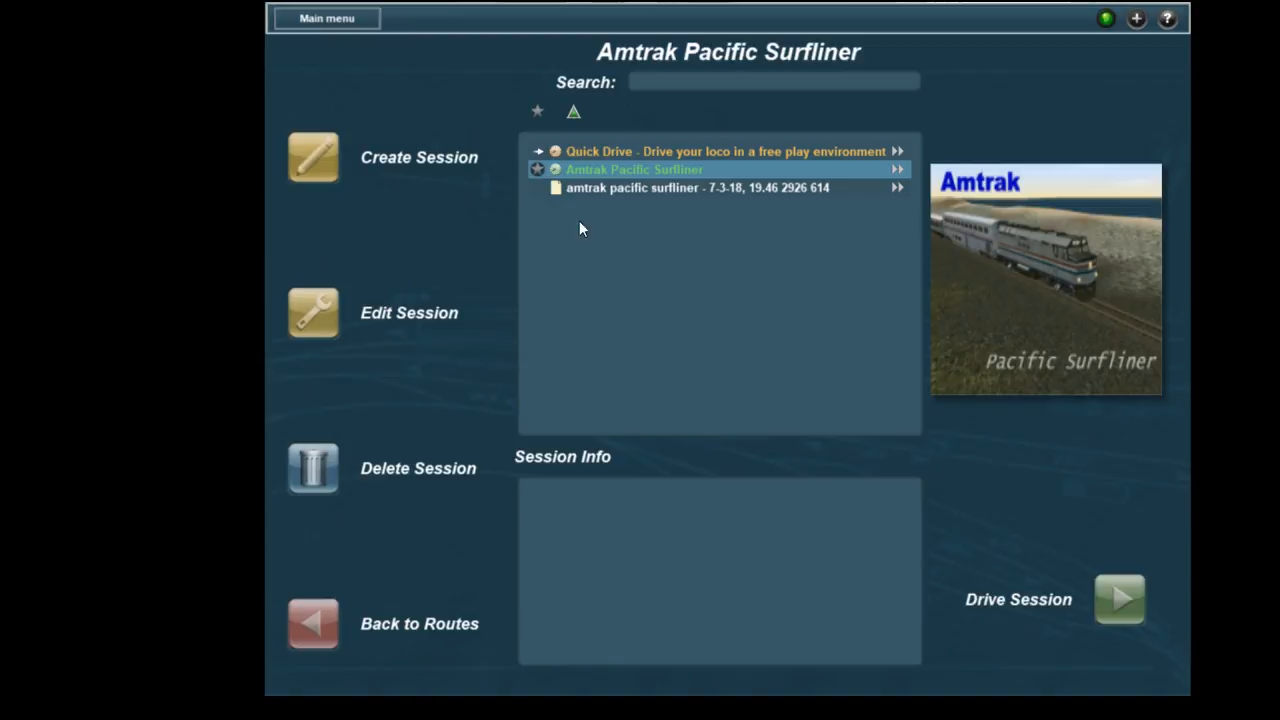 Main menu
?
Amtrak Pacific Surfliner
Search:
Create Session
Quick Drive - Drive your loco in a free play environment
Amtrak Pacific Surfliner
amtrak pacific surfliner - 7-3-18, 19.46 2926 614
Amtrak
Pacific Surfliner
Edit Session
Session Info
Delete Session
Drive Session
Back to Routes